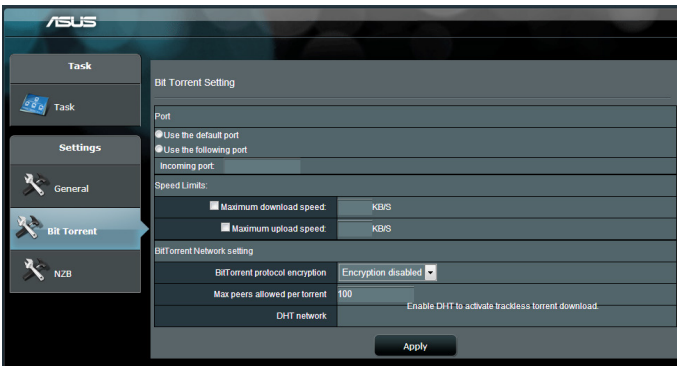 ASUS
Task
Task
Settings
General
Bit Torrent
NZB
Bit Torrent Setting
Port
Use the default port
Use the following port
Incoming port:
Speed Limits:
Maximum download speed: KB/S
Maximum upload speed: KB/S
BitTorrent Network setting
BitTorrent protocol encryption Encryption disabled
Max peers allowed per torrent 100
Enable DHT to activate trackless torrent download.
DHT network
Apply